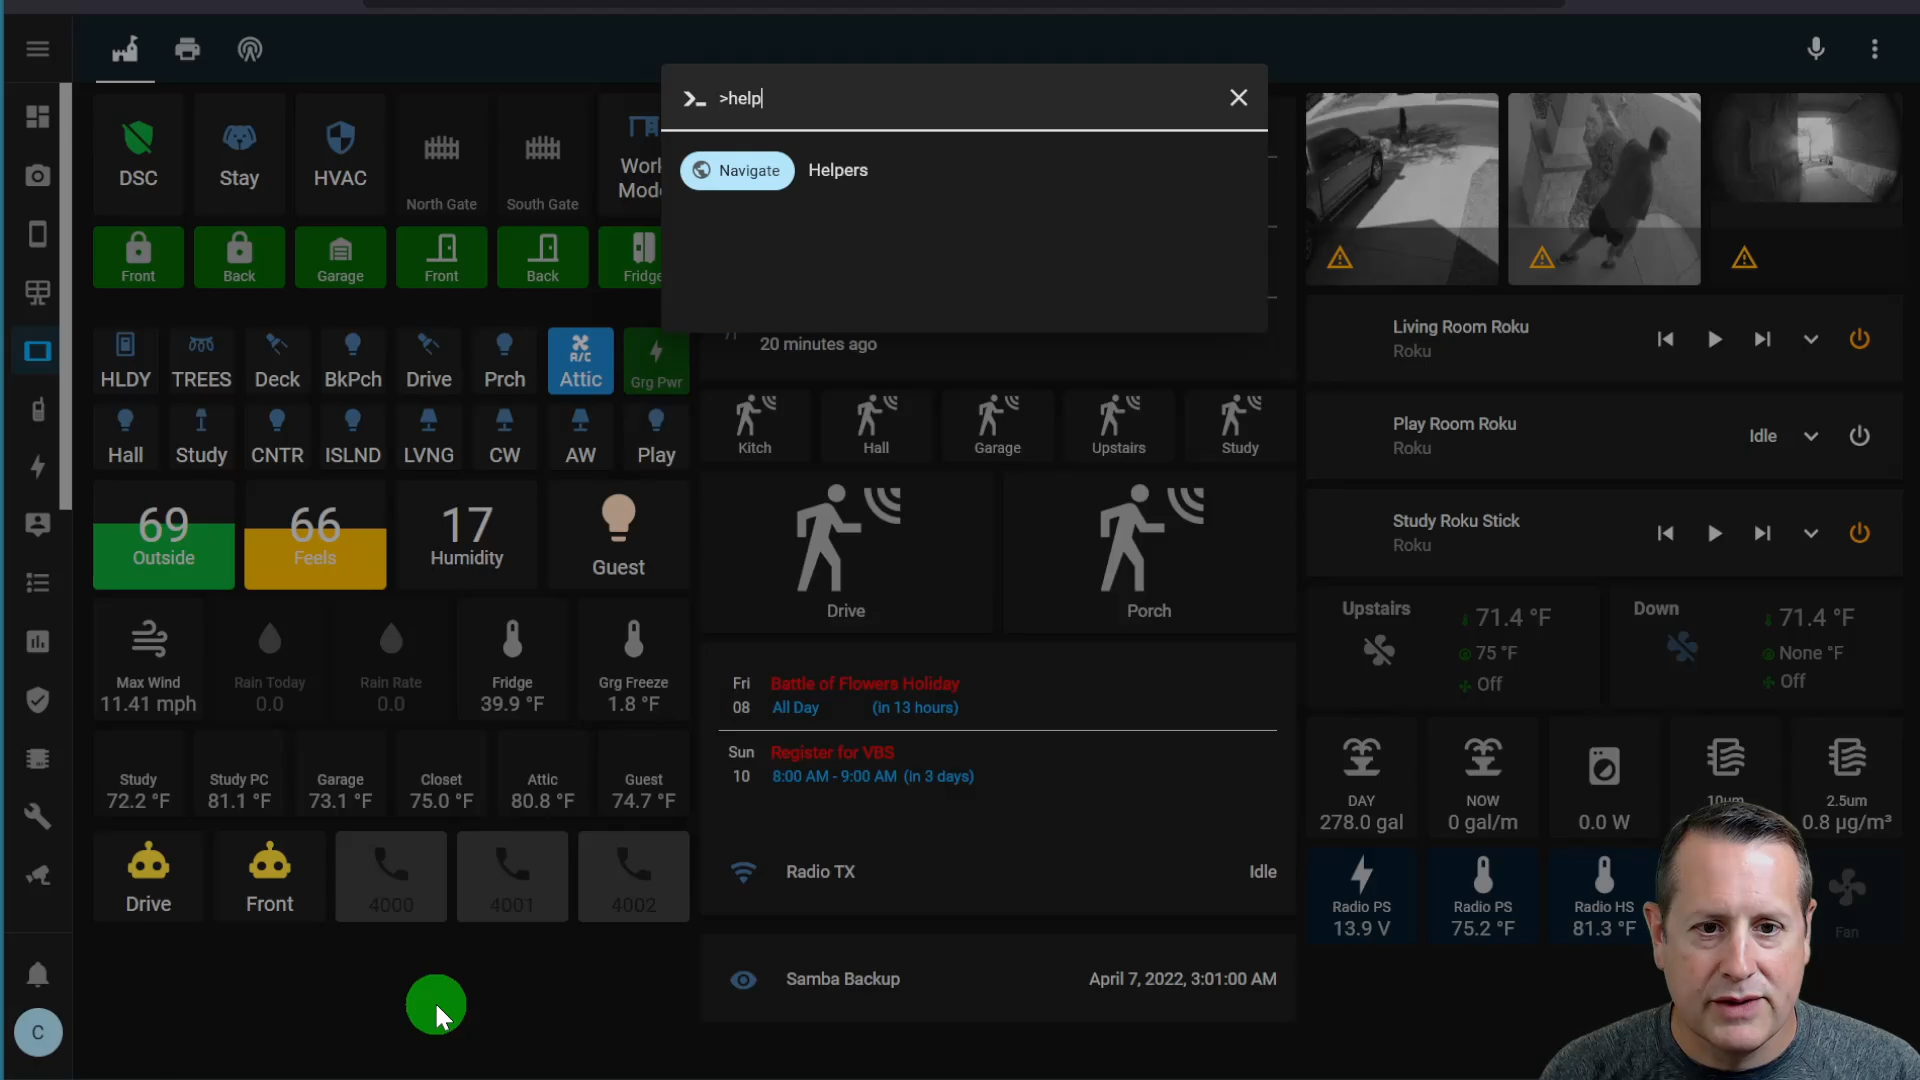 >help
Navigate Helpers
DSC
Stay
HVAC
North Gate
South Gate
Work
Mode
Front
Back
Garage
Front
Back
Fridge
HLDY
TREES
Deck
BkPch
Drive
Prch
A/C
Attic
Grg Pwr
Hall
Study
CNTR
ISLND
LVNG
CW
AW
Play
69
Outside
66
Feels
17
Humidity
Guest
Max Wind
11.41 mph
Rain Today
0.0
Rain Rate
0.0
Fridge
39.9 °F
Grg Freeze
1.8 °F
Study
72.2 °F
Study PC
81.1 °F
Garage
73.1 °F
Closet
75.0 °F
Attic
80.8 °F
Guest
74.7 °F
Drive
Front
4000
4001
4002
C
20 minutes ago
Kitch
Hall
Garage
Upstairs
Study
Drive
Porch
Fri
08
Battle of Flowers Holiday
All Day (in 13 hours)
Sun
10
Register for VBS
8:00 AM - 9:00 AM (in 3 days)
Radio TX Idle
Samba Backup April 7, 2022, 3:01:00 AM
Living Room Roku
Roku
Play Room Roku
Roku
Idle
Study Roku Stick
Roku
Upstairs
71.4 °F
75 °F
Off
Down
71.4 °F
None °F
Off
DAY
278.0 gal
NOW
0 gal/m
0.0 W
10um
2.5um
0.8 µg/m³
Radio PS
13.9 V
Radio PS
75.2 °F
Radio HS
81.3 °F
Fan